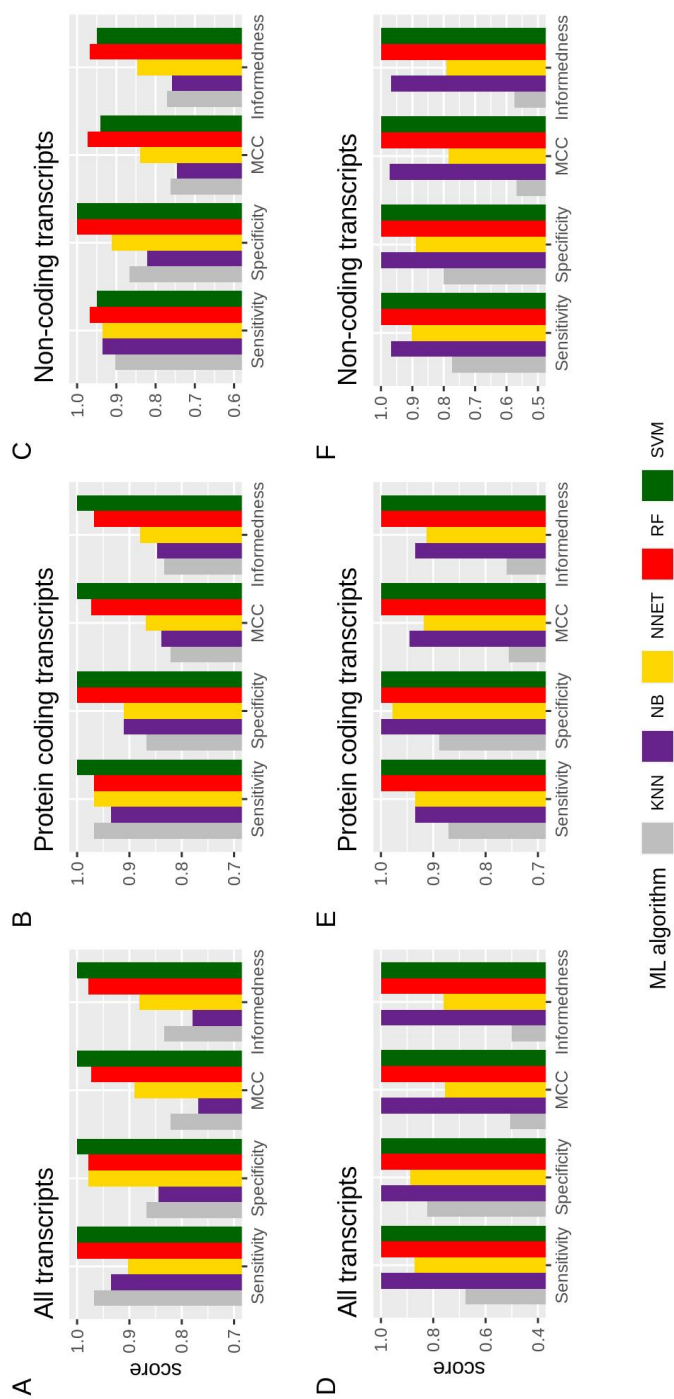 A
All transcripts
score
1.0
0.9
0.8
0.7
Sensitivity Specificity MCC Informedness
B
Protein coding transcripts
1.0
0.9
0.8
0.7
Sensitivity Specificity MCC Informedness
C
Non-coding transcripts
1.0
0.9
0.8
0.7
0.6
Sensitivity Specificity MCC Informedness
D
All transcripts
score
1.0
0.8
0.6
0.4
Sensitivity Specificity MCC Informedness
E
Protein coding transcripts
1.0
0.9
0.8
0.7
Sensitivity Specificity MCC Informedness
F
Non-coding transcripts
1.0
0.9
0.8
0.7
0.6
0.5
Sensitivity Specificity MCC Informedness
ML algorithm KNN NB NNET RF SVM